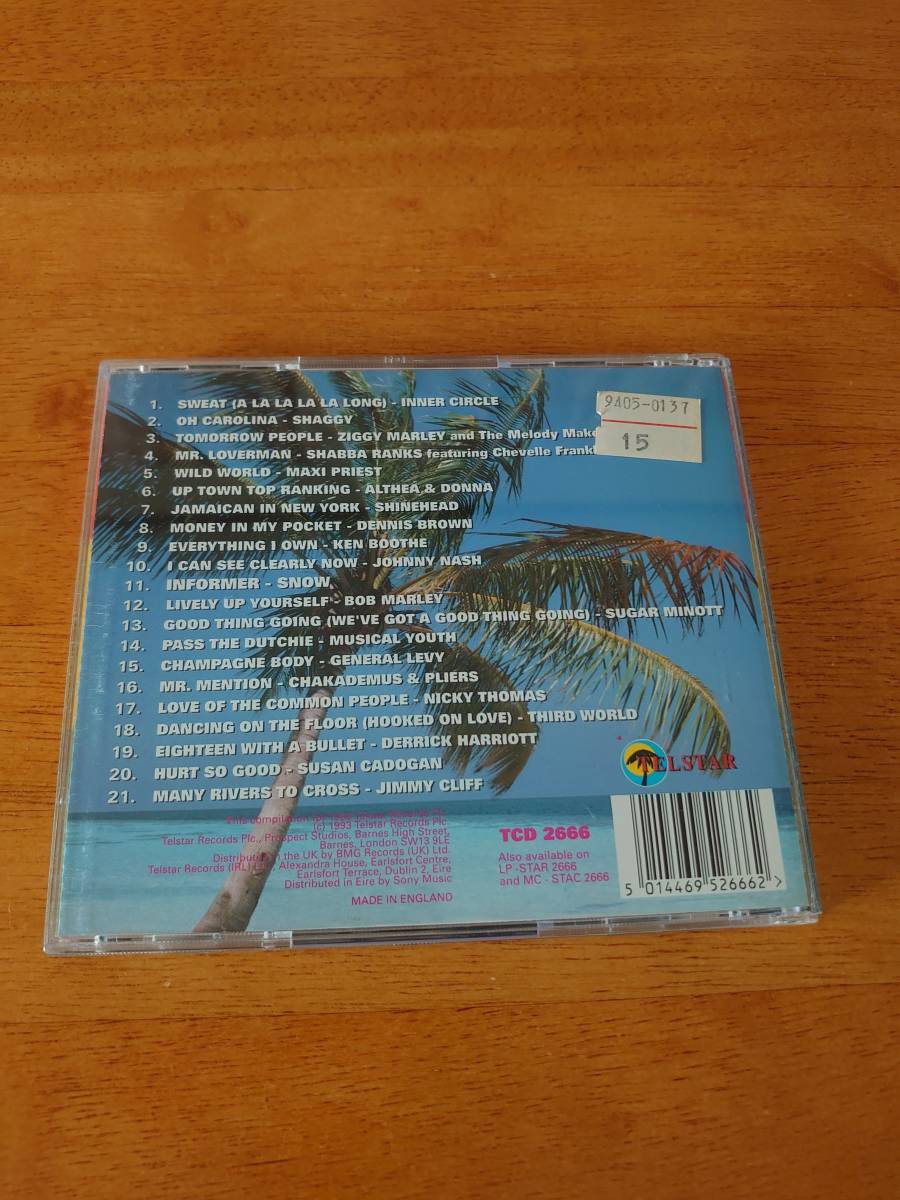 1. SWEAT (A LA LA LA LA LONG) - INNER CIRCLE
2. OH CAROLINA - SHAGGY
3. TOMORROW PEOPLE - ZIGGY MARLEY and The Melody Make
4. MR. LOVERMAN - SHABBA RANKS featuring Chevelle Frankl
5. WILD WORLD - MAXI PRIEST
6. UP TOWN TOP RANKING - ALTHEA & DONNA
7. JAMAICAN IN NEW YORK - SHINEHEAD
8. MONEY IN MY POCKET - DENNIS BROWN
9. EVERYTHING I OWN - KEN BOOTHE
10. I CAN SEE CLEARLY NOW - JOHNNY NASH
11. INFORMER - SNOW
12. LIVELY UP YOURSELF - BOB MARLEY
13. GOOD THING GOING (WE'VE GOT A GOOD THING GOING) - SUGAR MINOTT
14. PASS THE DUTCHIE - MUSICAL YOUTH
15. CHAMPAGNE BODY - GENERAL LEVY
16. MR. MENTION - CHAKADEMUS & PLIERS
17. LOVE OF THE COMMON PEOPLE - NICKY THOMAS
18. DANCING ON THE FLOOR (HOOKED ON LOVE) - THIRD WORLD
19. EIGHTEEN WITH A BULLET - DERRICK HARRIOTT
20. HURT SO GOOD - SUSAN CADOGAN
21. MANY RIVERS TO CROSS - JIMMY CLIFF
9405-0137
15
TELSTAR
This compilation (p) 1993 Telstar Records Plc
(c) 1993 Telstar Records Plc
Telstar Records Plc., Prospect Studios, Barnes High Street,
Barnes, London SW13 9LE
Distributed in the UK by BMG Records (UK) Ltd.
Telstar Records (IRL) Ltd., Alexandra House, Earlsfort Centre,
Earlsfort Terrace, Dublin 2, Eire
Distributed in Eire by Sony Music
MADE IN ENGLAND
TCD 2666
Also available on
LP - STAR 2666
and MC - STAC 2666
5 014469 526662 >